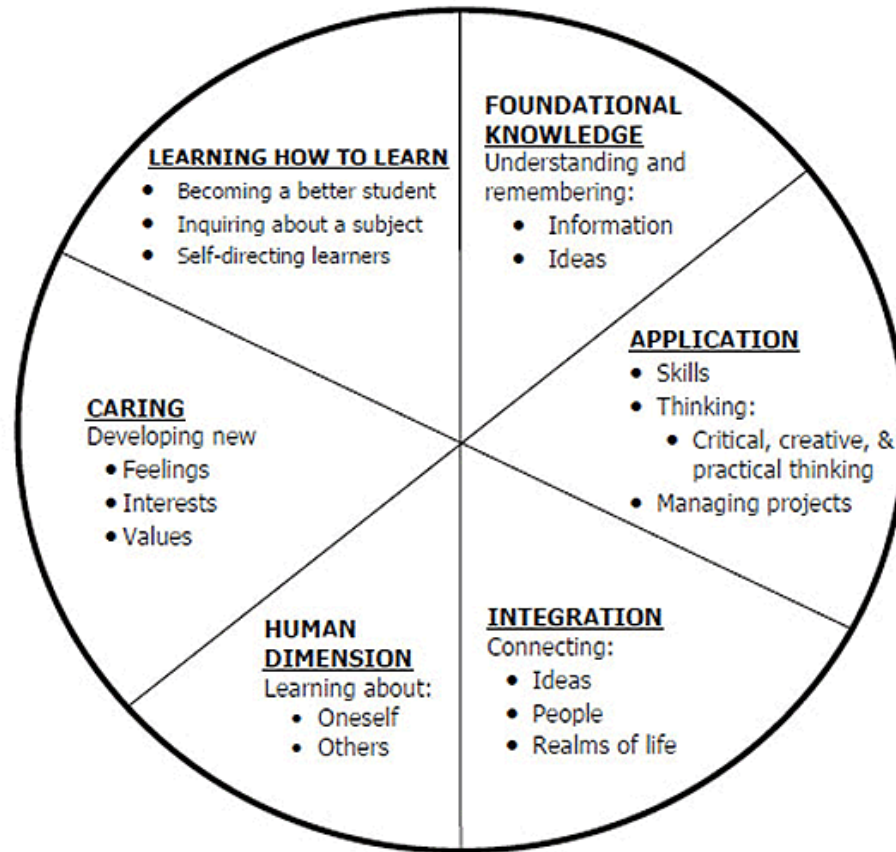 FOUNDATIONAL
KNOWLEDGE
Understanding and
remembering:
• Information
• Ideas
APPLICATION
• Skills
• Thinking:
• Critical, creative, &
practical thinking
• Managing projects
INTEGRATION
Connecting:
• Ideas
• People
• Realms of life
HUMAN
DIMENSION
Learning about:
• Oneself
• Others
CARING
Developing new
• Feelings
• Interests
• Values
LEARNING HOW TO LEARN
• Becoming a better student
• Inquiring about a subject
• Self-directing learners